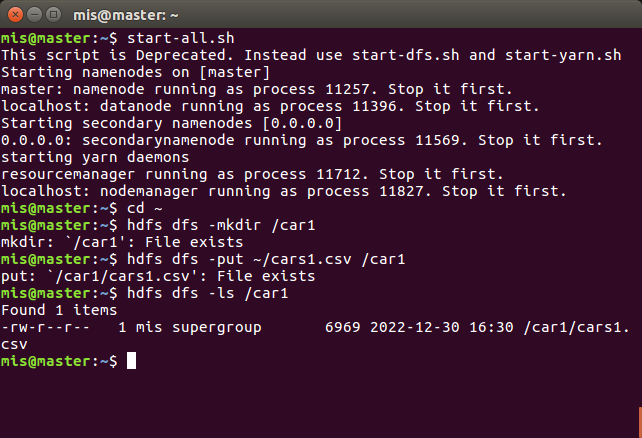 mis@master: ~
mis@master:~$ start-all.sh
This script is Deprecated. Instead use start-dfs.sh and start-yarn.sh
Starting namenodes on [master]
master: namenode running as process 11257. Stop it first.
localhost: datanode running as process 11396. Stop it first.
Starting secondary namenodes [0.0.0.0]
0.0.0.0: secondarynamenode running as process 11569. Stop it first.
starting yarn daemons
resourcemanager running as process 11712. Stop it first.
localhost: nodemanager running as process 11827. Stop it first.
mis@master:~$ cd ~
mis@master:~$ hdfs dfs -mkdir /car1
mkdir: `/car1': File exists
mis@master:~$ hdfs dfs -put ~/cars1.csv /car1
put: `/car1/cars1.csv': File exists
mis@master:~$ hdfs dfs -ls /car1
Found 1 items
-rw-r--r--   1 mis supergroup       6969 2022-12-30 16:30 /car1/cars1.
csv
mis@master:~$